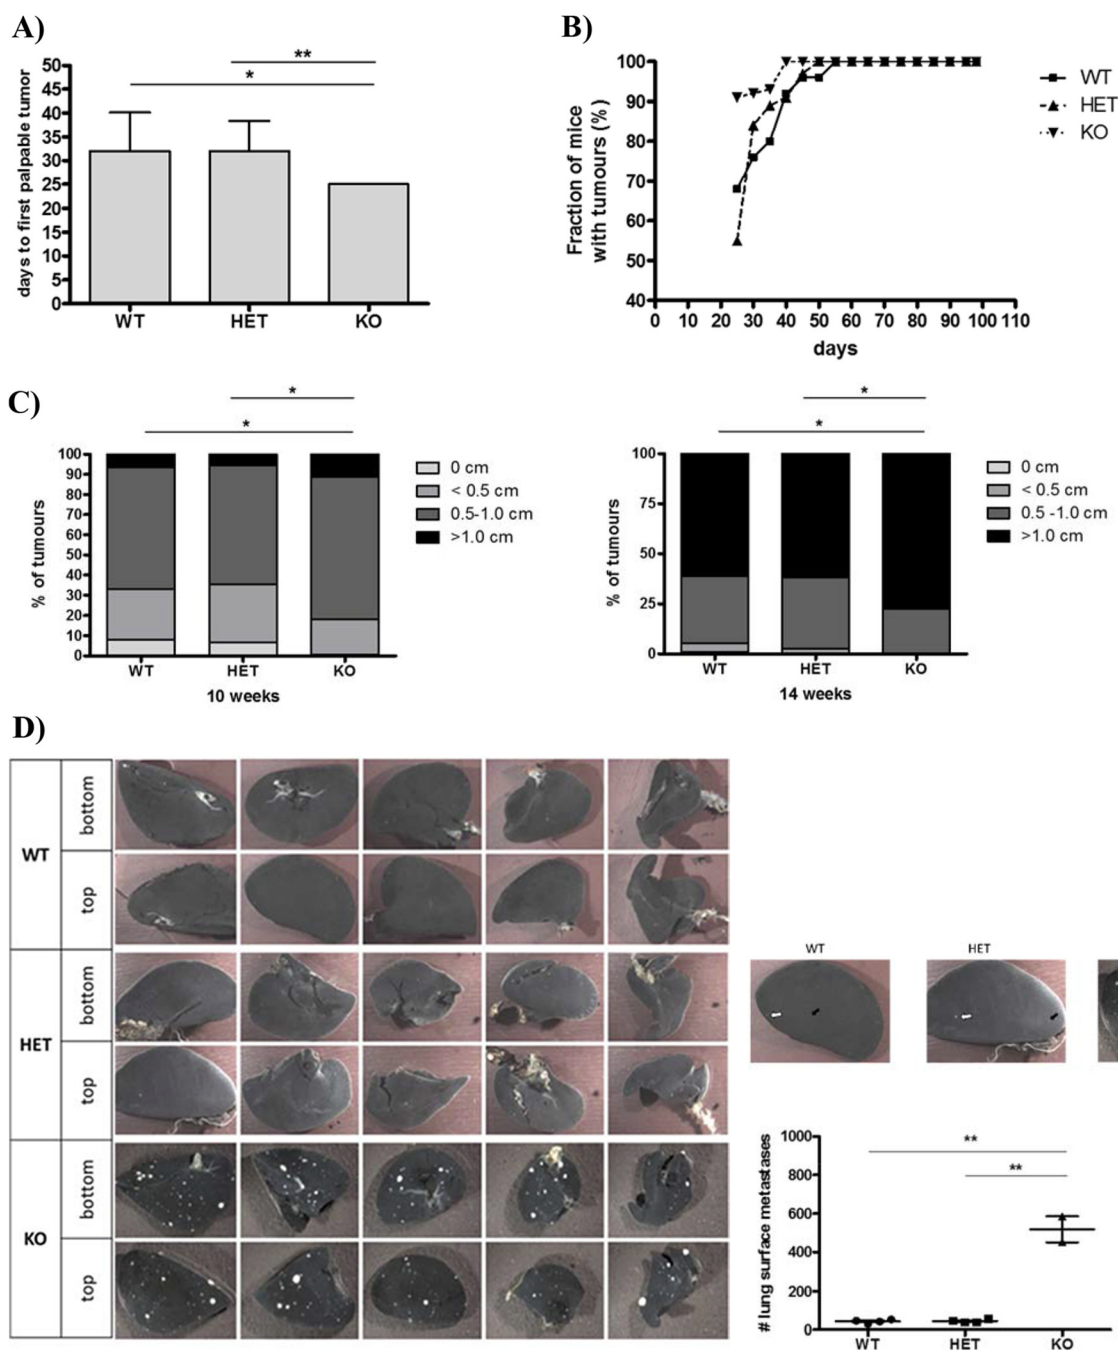 A)
**
*
days to first palpable tumor
50
45
40
35
30
25
20
15
10
5
0
WT HET KO
B)
Fraction of mice
with tumours (%)
100
90
80
70
60
50
40
0 10 20 30 40 50 60 70 80 90 100 110
days
WT
HET
KO
C)
*
*
% of tumours
100
90
80
70
60
50
40
30
20
10
0
WT HET KO
10 weeks
0 cm
< 0.5 cm
0.5-1.0 cm
>1.0 cm
*
*
% of tumours
100
75
50
25
0
WT HET KO
14 weeks
0 cm
< 0.5 cm
0.5 -1.0 cm
>1.0 cm
D)
WT
bottom
top
HET
bottom
top
KO
bottom
top
WT HET
# lung surface metastases
1000
800
600
400
200
0
**
**
WT HET KO